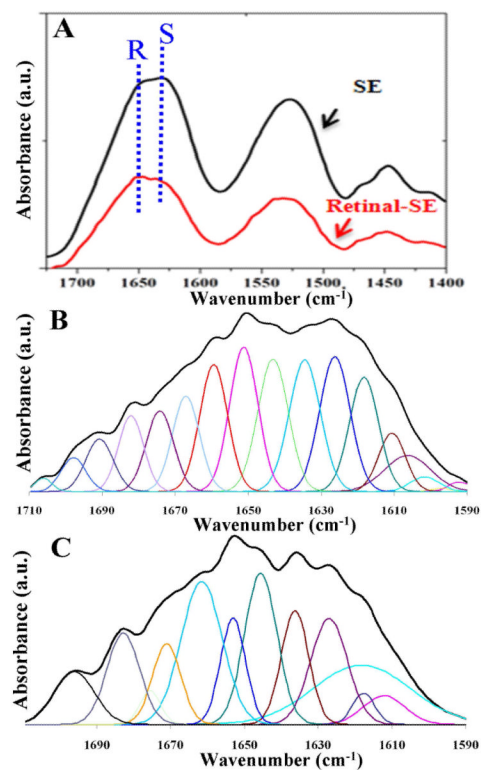 A
R
S
SE
Retinal-SE
Absorbance (a.u.)
1700 1650 1600 1550 1500 1450 1400
Wavenumber (cm-1)
B
Absorbance (a.u.)
1710 1690 1670 1650 1630 1610 1590
Wavenumber (cm-1)
C
Absorbance (a.u.)
1690 1670 1650 1630 1610 1590
Wavenumber (cm-1)